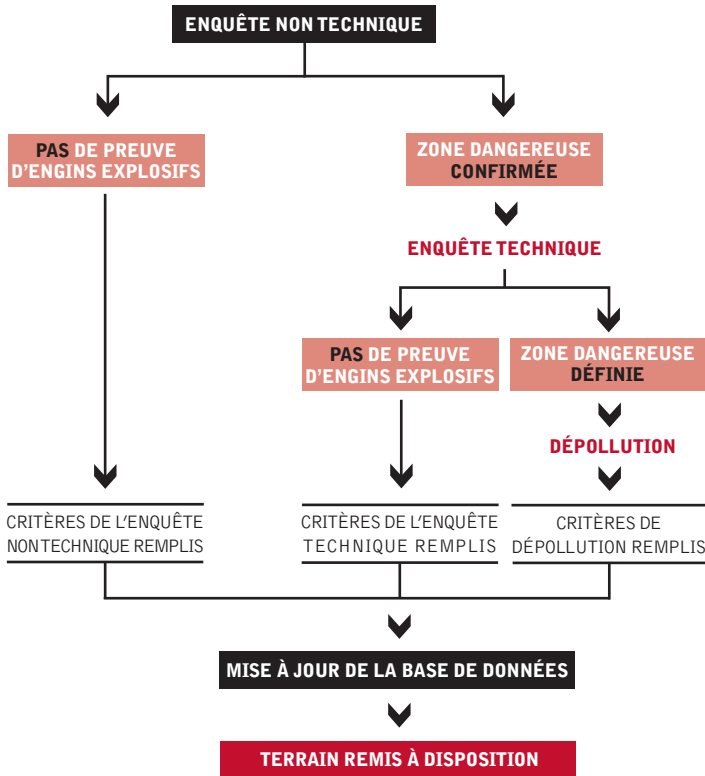 ENQUÊTE NON TECHNIQUE
PAS DE PREUVE
D'ENGINS EXPLOSIFS
ZONE DANGEREUSE
CONFIRMÉE
ENQUÊTE TECHNIQUE
PAS DE PREUVE
D'ENGINS EXPLOSIFS
ZONE DANGEREUSE
DÉFINIE
DÉPOLLUTION
CRITÈRES DE L'ENQUÊTE
NON TECHNIQUE REMPLIS
CRITÈRES DE L'ENQUÊTE
TECHNIQUE REMPLIS
CRITÈRES DE
DÉPOLLUTION REMPLIS
MISE À JOUR DE LA BASE DE DONNÉES
TERRAIN REMIS À DISPOSITION